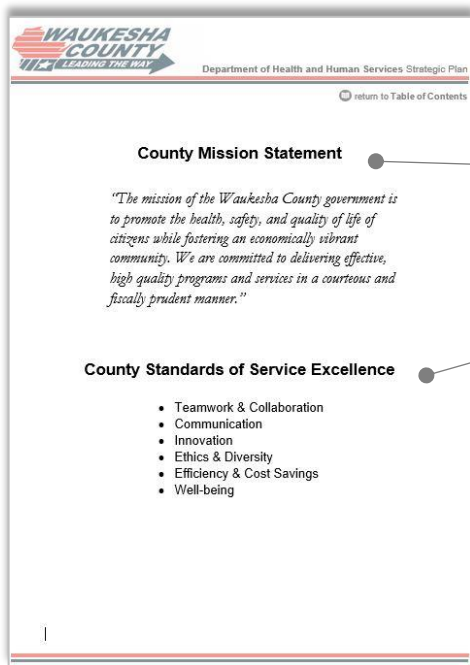 WAUKESHA
COUNTY
LEADING THE WAY
Department of Health and Human Services Strategic Plan
return to Table of Contents
County Mission Statement
“The mission of the Waukesha County government is
to promote the health, safety, and quality of life of
citizens while fostering an economically vibrant
community. We are committed to delivering effective,
high quality programs and services in a courteous and
fiscally prudent manner.”
County Standards of Service Excellence
• Teamwork & Collaboration
• Communication
• Innovation
• Ethics & Diversity
• Efficiency & Cost Savings
• Well-being